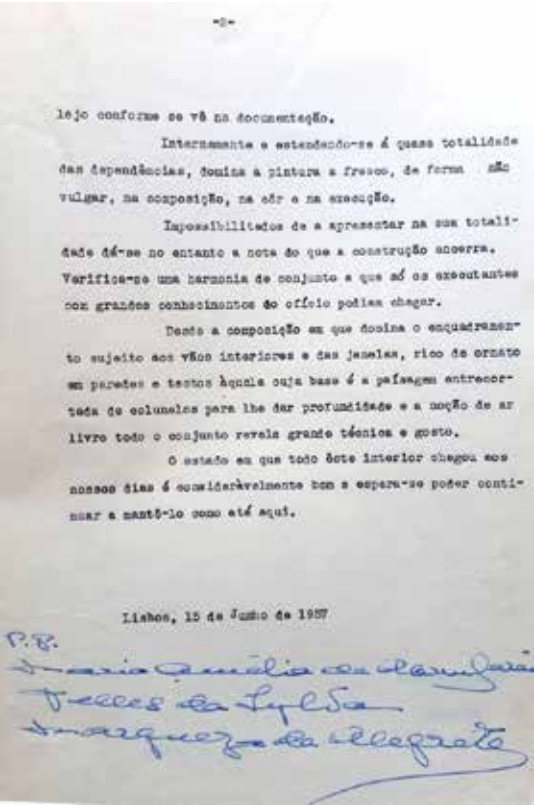 -2-
lejo conforme se vê na documentação.
Internamente e estendendo-se á quase totalidade
das dependências, domina a pintura a fresco, de forma não
vulgar, na composição, na côr e na execução.
Impossibilitados de a apresentar na sua totali-
dade dá-se no entanto a nota do que a construção encerra.
Verifica-se uma harmonia de conjunto a que só os executantes
com grandes conhecimentos do ofício podiam chegar.
Desde a composição em que domina o enquadramen-
to sujeito aos vãos interiores e das janelas, rico de ornato
em paredes e tectos àquela cuja base é a paísagem entrecor-
tada de colunelos para lhe dar profundidade e a noção de ar
livre todo o conjunto revela grande técnica e gosto.
O estado em que todo êste interior chegou aos
nossos dias é considerávelmente bom e espera-se poder conti-
nuar a mantê-lo como até aqui.
Lisboa, 15 de Junho de 1957
P.P.
Maria Amélia da
Telles da Sylva
Marqueza de Alegrete